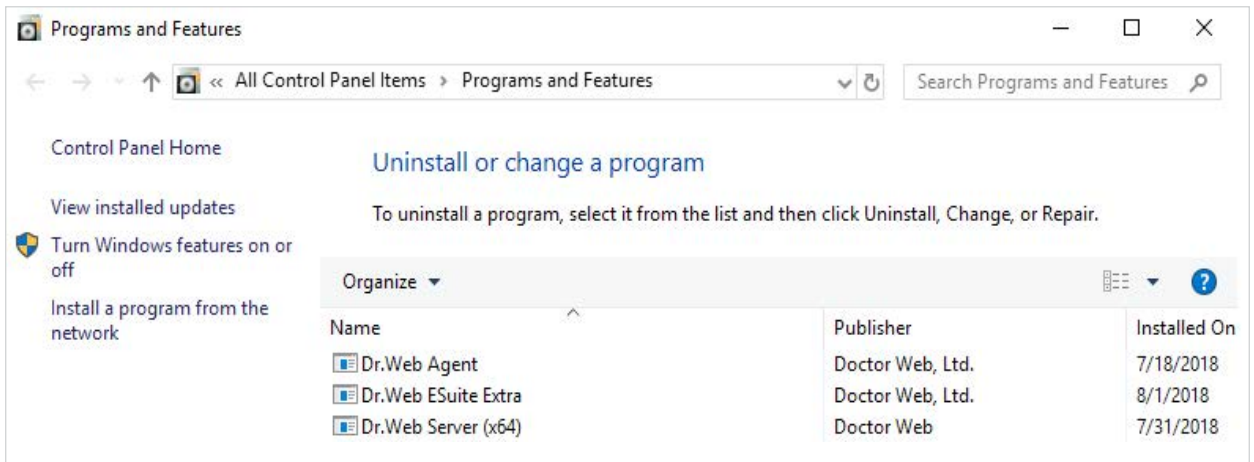 Programs and Features
« All Control Panel Items > Programs and Features
Search Programs and Features
Control Panel Home
View installed updates
Turn Windows features on or
off
Install a program from the
network
Uninstall or change a program
To uninstall a program, select it from the list and then click Uninstall, Change, or Repair.
Organize
?
Name Publisher Installed On
Dr.Web Agent Doctor Web, Ltd. 7/18/2018
Dr.Web ESuite Extra Doctor Web, Ltd. 8/1/2018
Dr.Web Server (x64) Doctor Web 7/31/2018